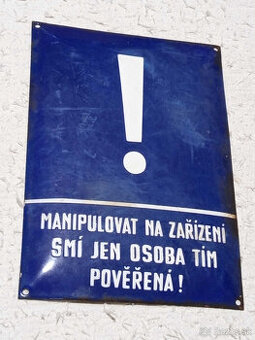 !
MANIPULOVAT NA ZAŘÍZENÍ
SMÍ JEN OSOBA TÍM
POVĚŘENÁ!